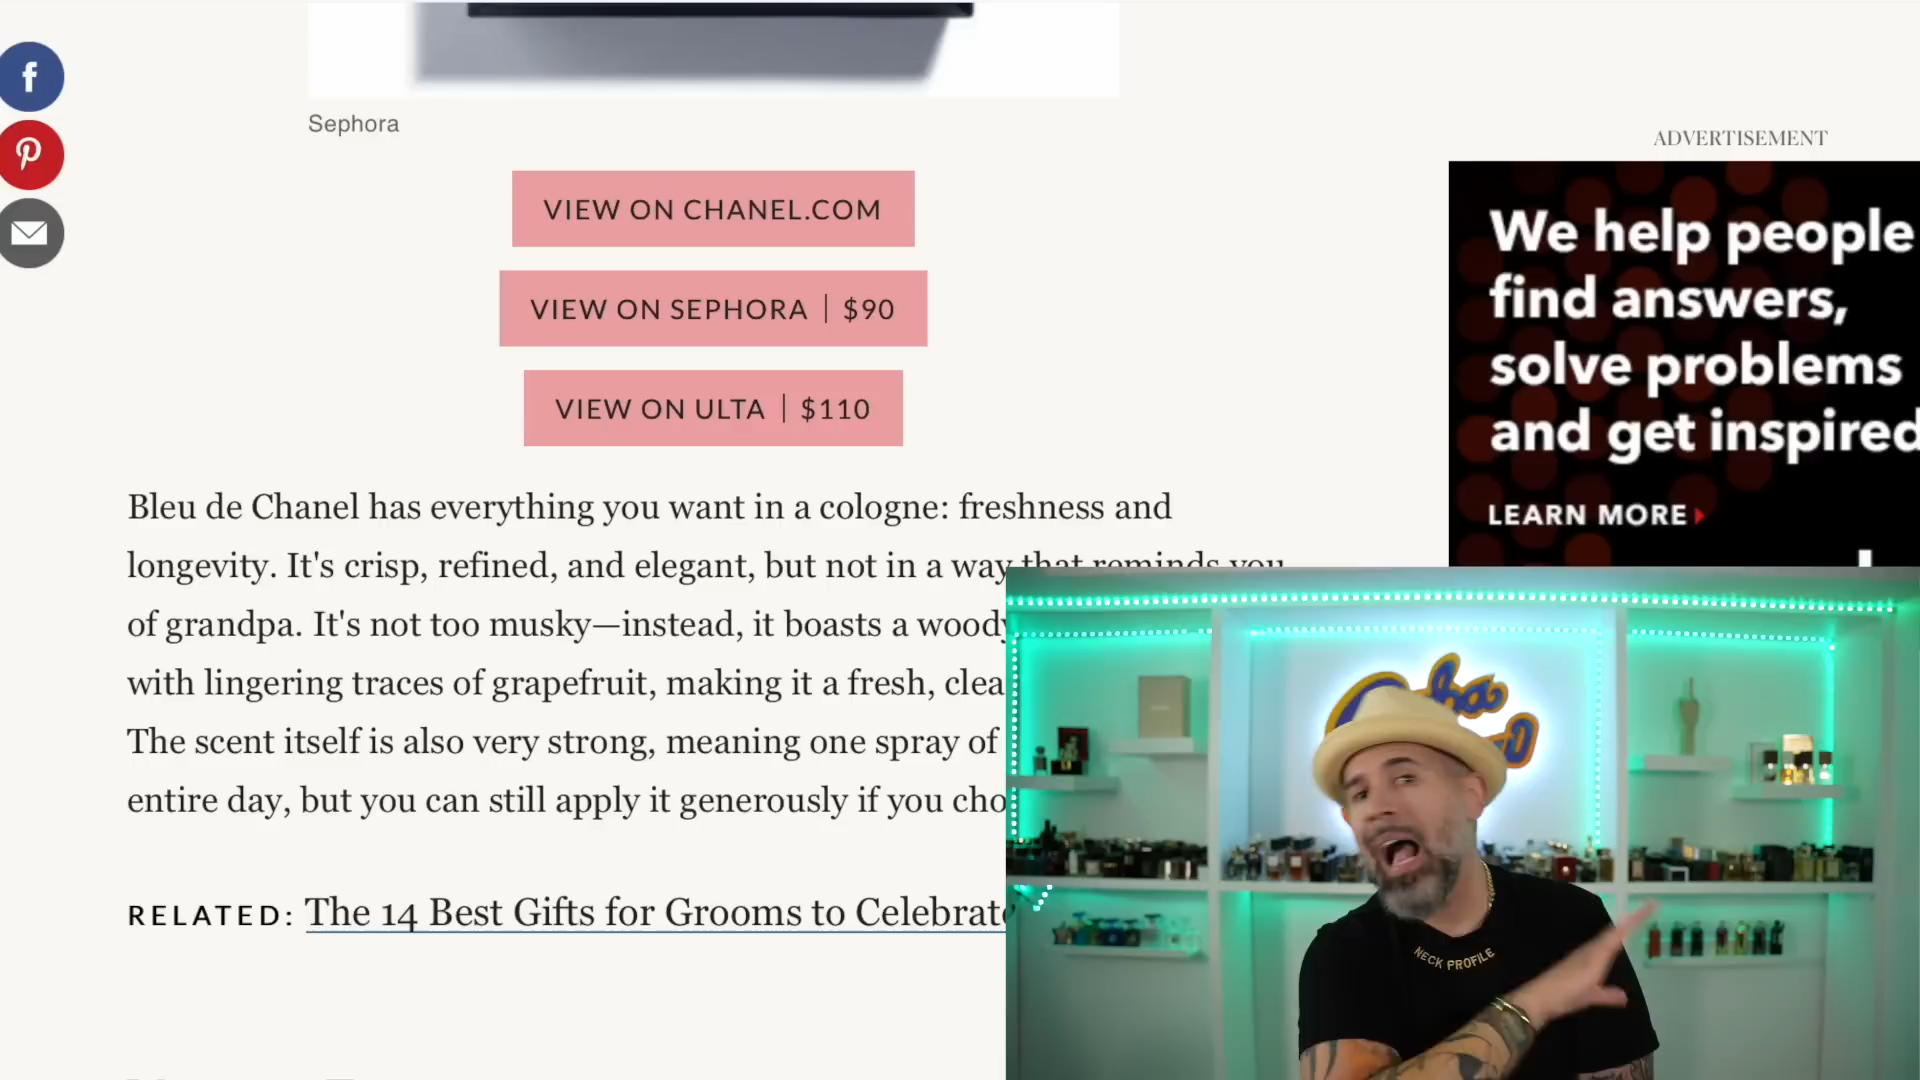 Sephora
VIEW ON CHANEL.COM
VIEW ON SEPHORA | $90
VIEW ON ULTA | $110
Bleu de Chanel has everything you want in a cologne: freshness and
longevity. It's crisp, refined, and elegant, but not in a way that reminds you
of grandpa. It's not too musky—instead, it boasts a woody
with lingering traces of grapefruit, making it a fresh,
The scent itself is also very strong, meaning one spray of
entire day, but you can still apply it generously if you
RELATED: The 14 Best Gifts for Grooms to Celebrate
ADVERTISEMENT
We help people
find answers,
solve problems
and get inspired
LEARN MORE
NECK PROFILE